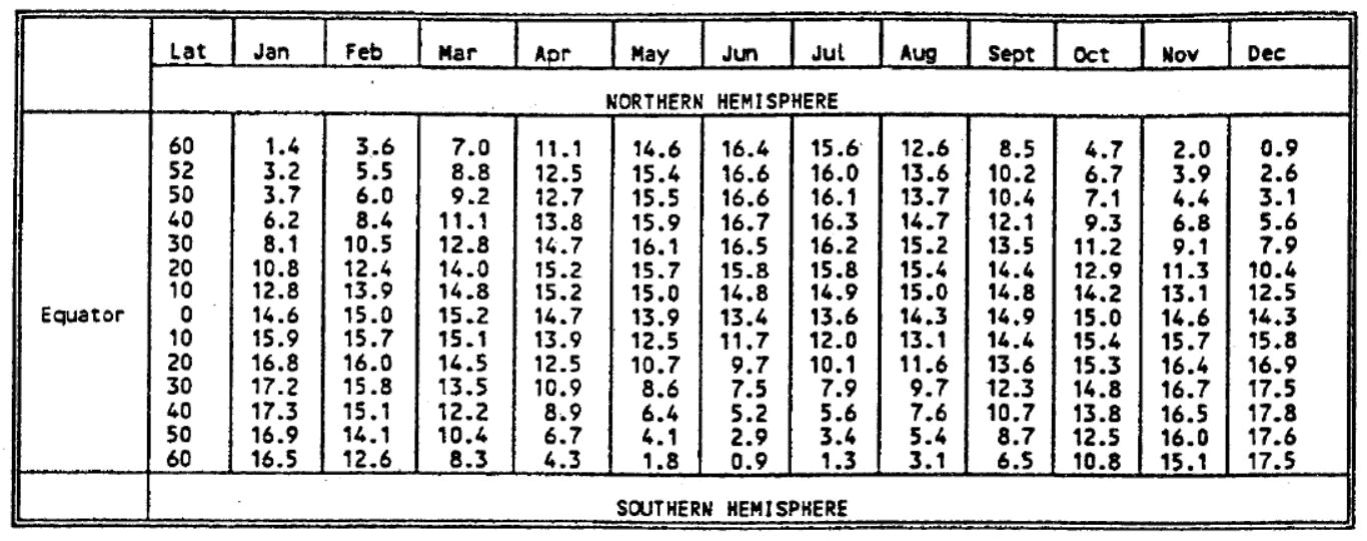 Lat Jan Feb Mar Apr May Jun Jul Aug Sept Oct Nov Dec
NORTHERN HEMISPHERE
60 1.4 3.6 7.0 11.1 14.6 16.4 15.6 12.6 8.5 4.7 2.0 0.9
52 3.2 5.5 8.8 12.5 15.4 16.6 16.0 13.6 10.2 6.7 3.9 2.6
50 3.7 6.0 9.2 12.7 15.5 16.6 16.1 13.7 10.4 7.1 4.4 3.1
40 6.2 8.4 11.1 13.8 15.9 16.7 16.3 14.7 12.1 9.3 6.8 5.6
30 8.1 10.5 12.8 14.7 16.1 16.5 16.2 15.2 13.5 11.2 9.1 7.9
20 10.8 12.4 14.0 15.2 15.7 15.8 15.8 15.4 14.4 12.9 11.3 10.4
10 12.8 13.9 14.8 15.2 15.0 14.8 14.9 15.0 14.8 14.2 13.1 12.5
Equator 0 14.6 15.0 15.2 14.7 13.9 13.4 13.6 14.3 14.9 15.0 14.6 14.3
10 15.9 15.7 15.1 13.9 12.5 11.7 12.0 13.1 14.4 15.4 15.7 15.8
20 16.8 16.0 14.5 12.5 10.7 9.7 10.1 11.6 13.6 15.3 16.4 16.9
30 17.2 15.8 13.5 10.9 8.6 7.5 7.9 9.7 12.3 14.8 16.7 17.5
40 17.3 15.1 12.2 8.9 6.4 5.2 5.6 7.6 10.7 13.8 16.5 17.8
50 16.9 14.1 10.4 6.7 4.1 2.9 3.4 5.4 8.7 12.5 16.0 17.6
60 16.5 12.6 8.3 4.3 1.8 0.9 1.3 3.1 6.5 10.8 15.1 17.5
SOUTHERN HEMISPHERE